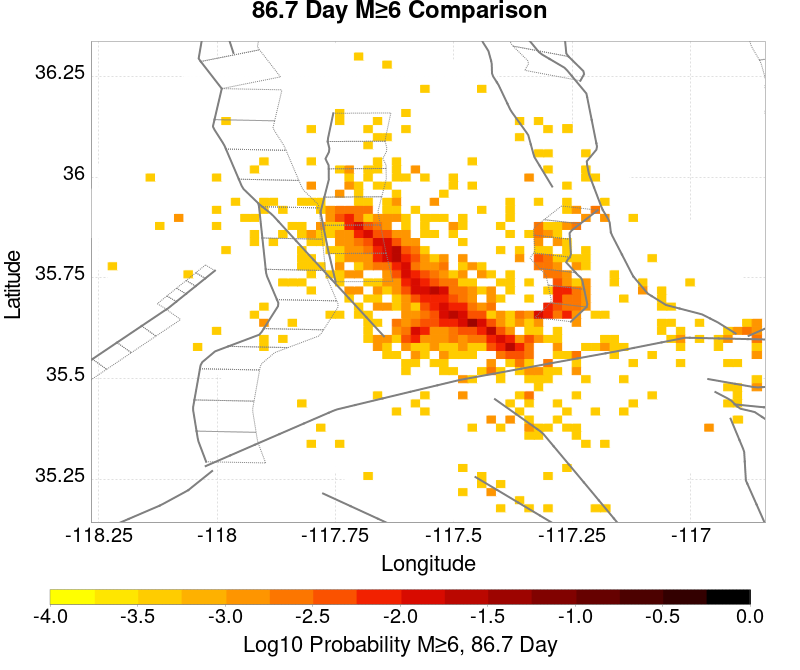 86.7 Day M≥6 Comparison
36.25
36
35.75
35.5
35.25
Latitude
-118.25 -118 -117.75 -117.5 -117.25 -117
Longitude
-4.0 -3.5 -3.0 -2.5 -2.0 -1.5 -1.0 -0.5 0.0
Log10 Probability M≥6, 86.7 Day